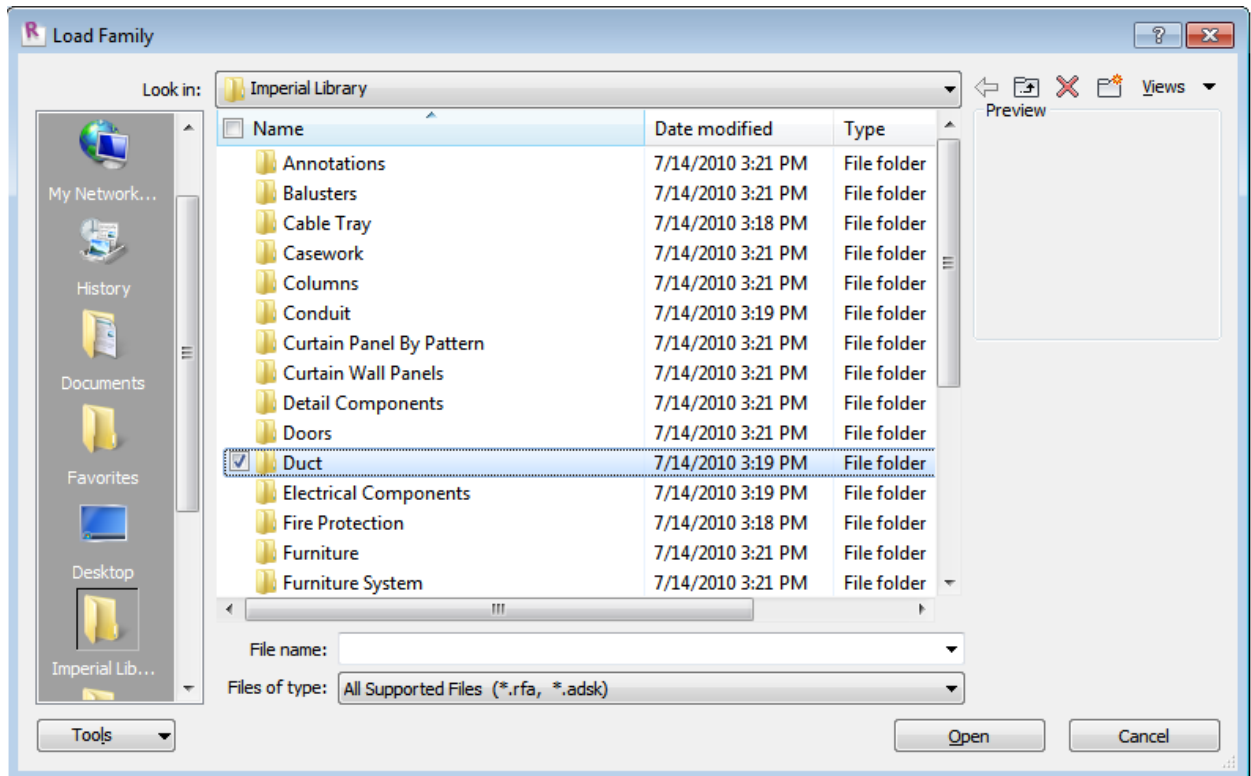 Load Family
Look in: Imperial Library Views
Preview
Name Date modified Type
Annotations 7/14/2010 3:21 PM File folder
Balusters 7/14/2010 3:21 PM File folder
Cable Tray 7/14/2010 3:18 PM File folder
Casework 7/14/2010 3:21 PM File folder
Columns 7/14/2010 3:21 PM File folder
Conduit 7/14/2010 3:19 PM File folder
Curtain Panel By Pattern 7/14/2010 3:21 PM File folder
Curtain Wall Panels 7/14/2010 3:21 PM File folder
Detail Components 7/14/2010 3:21 PM File folder
Doors 7/14/2010 3:21 PM File folder
Duct 7/14/2010 3:19 PM File folder
Electrical Components 7/14/2010 3:19 PM File folder
Fire Protection 7/14/2010 3:18 PM File folder
Furniture 7/14/2010 3:21 PM File folder
Furniture System 7/14/2010 3:21 PM File folder
My Network...
History
Documents
Favorites
Desktop
Imperial Lib...
File name:
Files of type: All Supported Files (*.rfa, *.adsk)
Tools Open Cancel